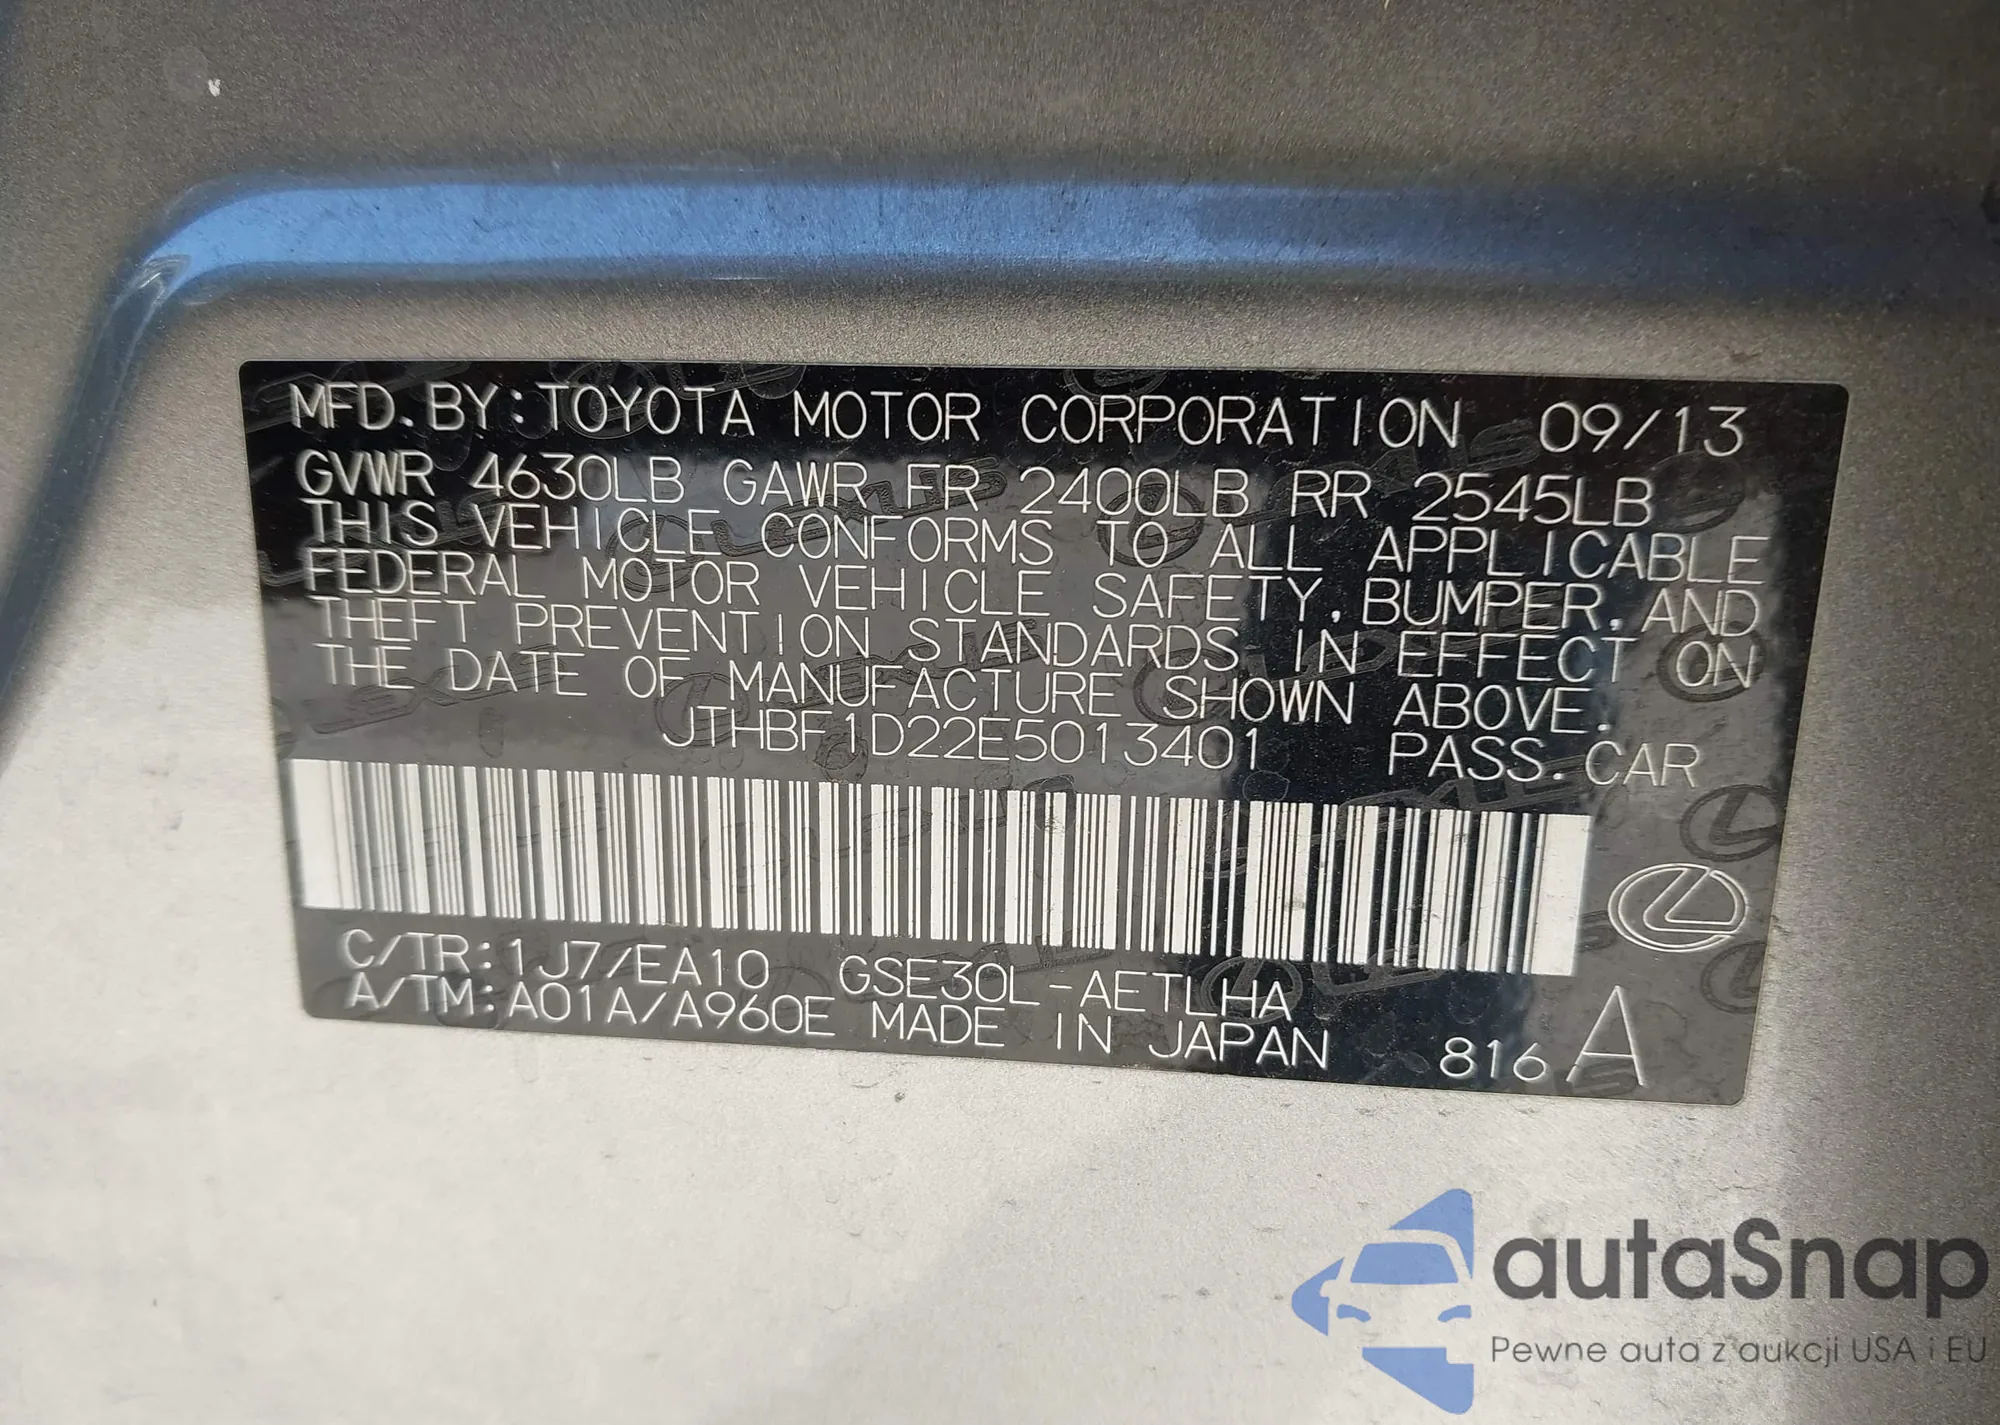 MFD.BY:TOYOTA MOTOR CORPORATION 09/13
GVWR 4630LB GAWR FR 2400LB RR 2545LB
THIS VEHICLE CONFORMS TO ALL APPLICABLE
FEDERAL MOTOR VEHICLE SAFETY,BUMPER,AND
THEFT PREVENTION STANDARDS IN EFFECT ON
THE DATE OF MANUFACTURE SHOWN ABOVE.
JTHBF1D22E5013401 PASS.CAR
C/TR:1J7/EA10 GSE30L-AETLHA
A/TM:A01A/A960E MADE IN JAPAN 816 A
autaSnap
Pewne auta z aukcji USA i EU